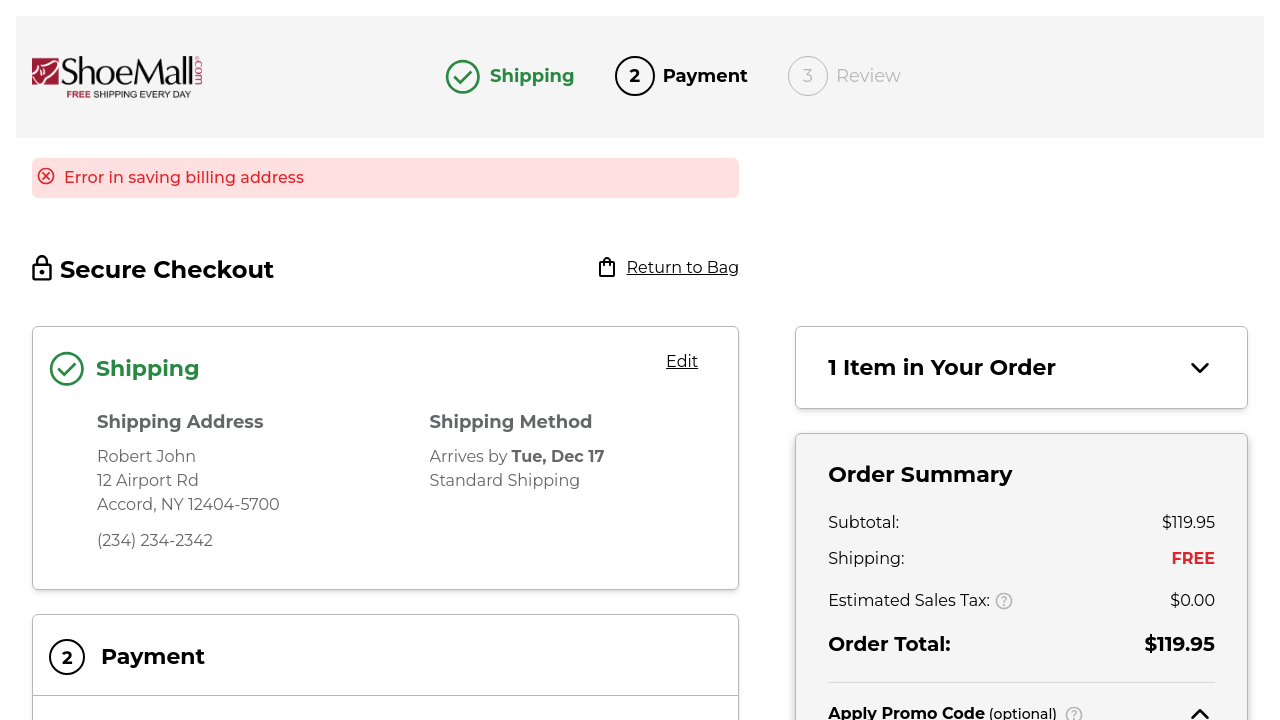 ShoeMall.com
FREE SHIPPING EVERY DAY
Shipping
2 Payment
3 Review
Error in saving billing address
Secure Checkout
Return to Bag
Shipping
Edit
Shipping Address
Robert John
12 Airport Rd
Accord, NY 12404-5700
(234) 234-2342
Shipping Method
Arrives by Tue, Dec 17
Standard Shipping
2 Payment
1 Item in Your Order
Order Summary
Subtotal: $119.95
Shipping: FREE
Estimated Sales Tax: ? $0.00
Order Total: $119.95
Apply Promo Code (optional) ?